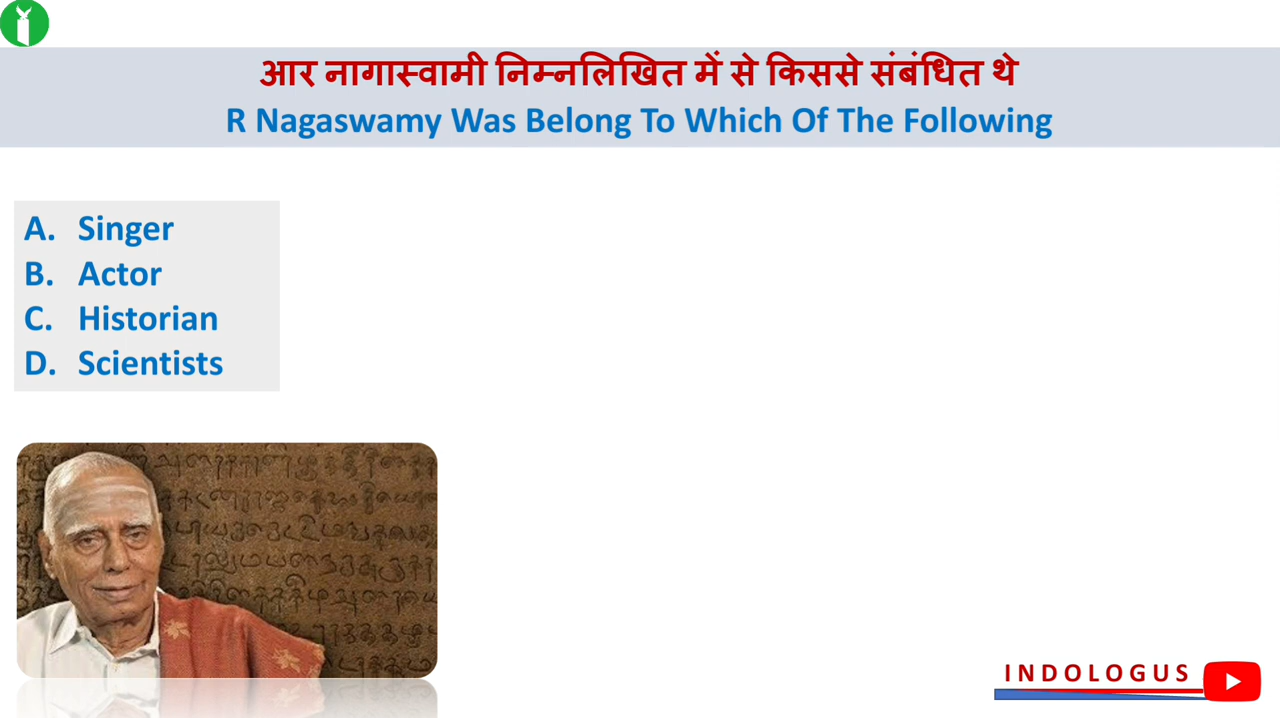 आर नागास्वामी निम्नलिखित में से किससे संबंधित थे
R Nagaswamy Was Belong To Which Of The Following
A. Singer
B. Actor
C. Historian
D. Scientists
INDOLOGUS